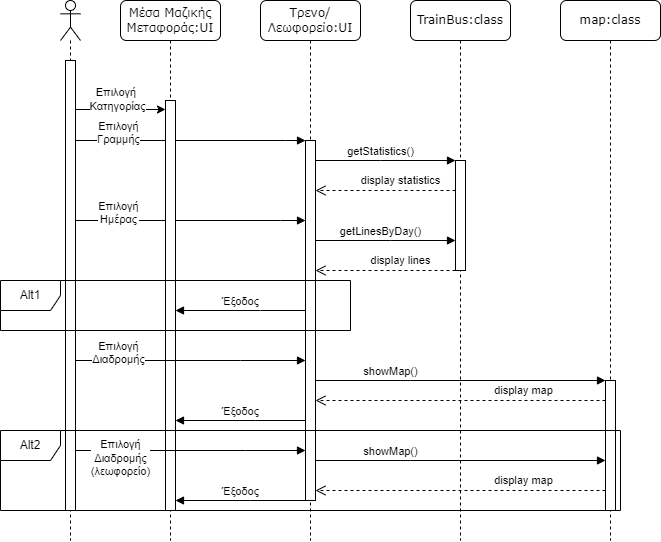 Μέσα Μαζικής
Μεταφοράς:UI
Τρενο/
Λεωφορείο:UI
TrainBus:class
map:class
Επιλογή
Κατηγορίας
Επιλογή
Γραμμής
getStatistics()
display statistics
Επιλογή
Ημέρας
getLinesByDay()
display lines
Alt1
Έξοδος
Επιλογή
Διαδρομής
showMap()
display map
Έξοδος
Alt2
Επιλογή
Διαδρομής
(λεωφορείο)
showMap()
display map
Έξοδος